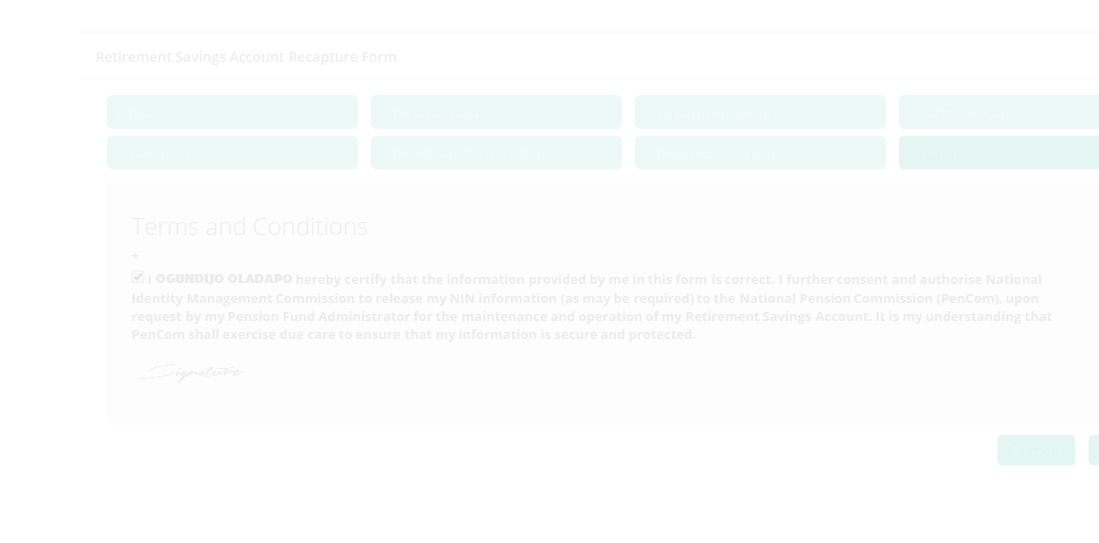 Retirement Savings Account Recapture Form
Terms and Conditions
*
I OGUNDIJO OLADAPO hereby certify that the information provided by me in this form is correct. I further consent and authorise National
Identity Management Commission to release my NIN information (as may be required) to the National Pension Commission (PenCom), upon
request by my Pension Fund Administrator for the maintenance and operation of my Retirement Savings Account. It is my understanding that
PenCom shall exercise due care to ensure that my information is secure and protected.
Signature